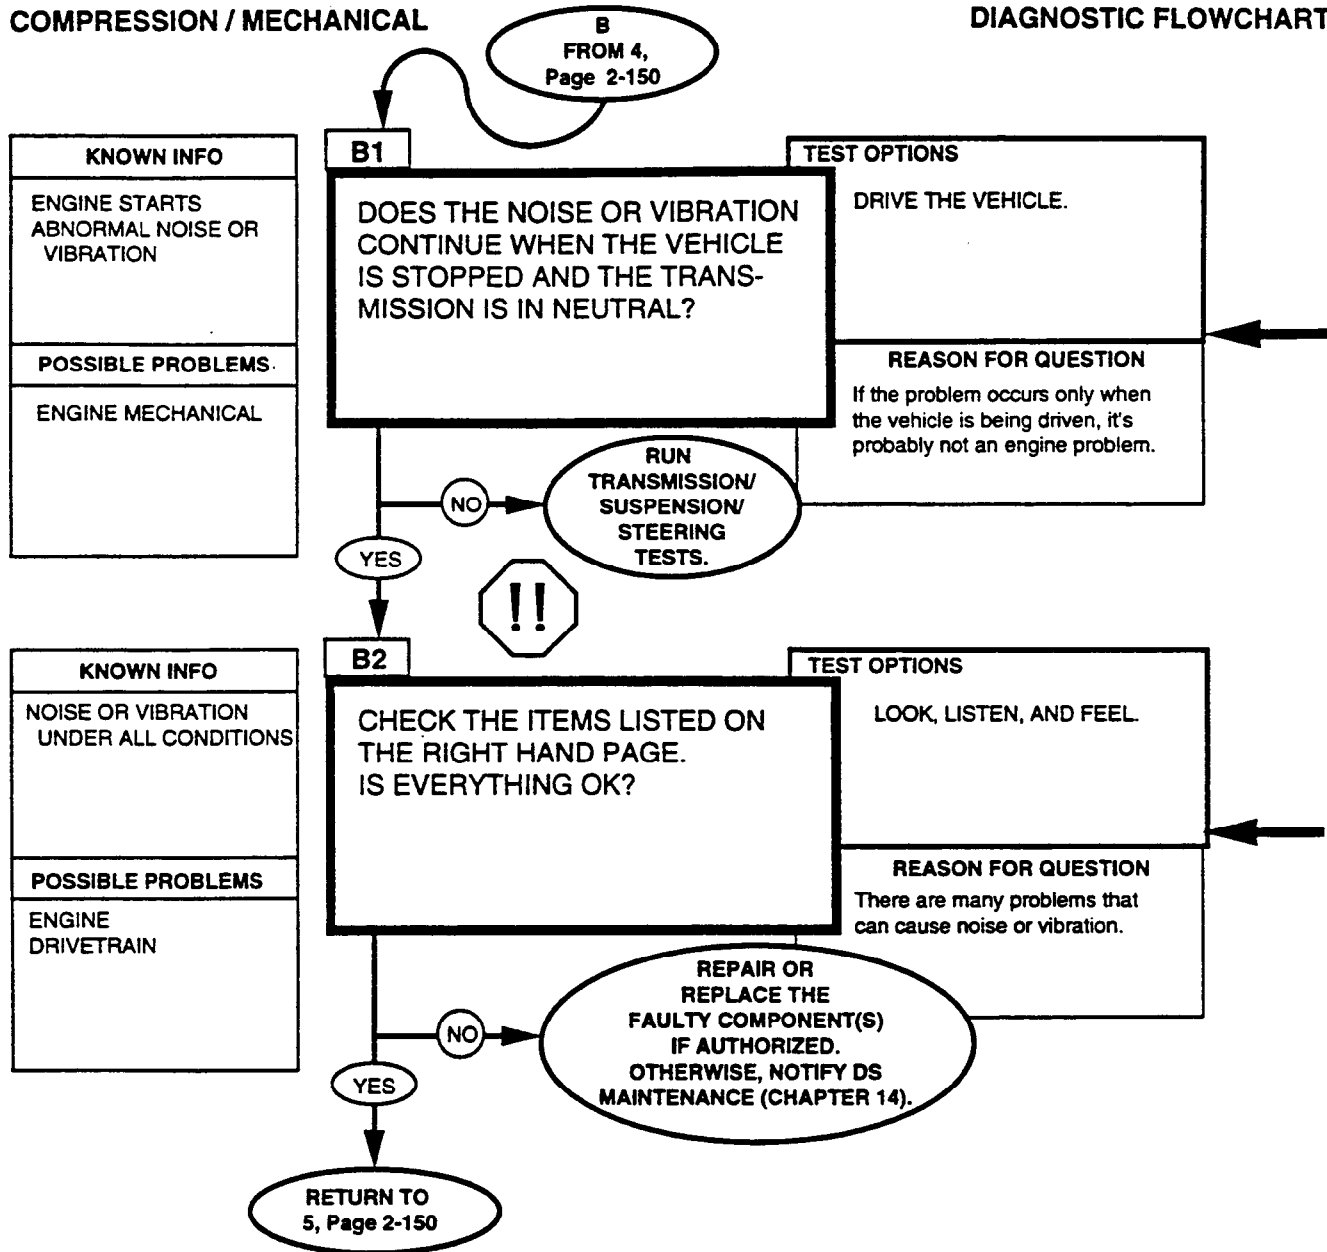 COMPRESSION / MECHANICAL
DIAGNOSTIC FLOWCHART
B
FROM 4,
Page 2-150
KNOWN INFO
ENGINE STARTS
ABNORMAL NOISE OR
VIBRATION
POSSIBLE PROBLEMS
ENGINE MECHANICAL
B1
DOES THE NOISE OR VIBRATION
CONTINUE WHEN THE VEHICLE
IS STOPPED AND THE TRANS-
MISSION IS IN NEUTRAL?
TEST OPTIONS
DRIVE THE VEHICLE.
REASON FOR QUESTION
If the problem occurs only when
the vehicle is being driven, it's
probably not an engine problem.
NO
RUN
TRANSMISSION/
SUSPENSION/
STEERING
TESTS.
YES
!!
KNOWN INFO
NOISE OR VIBRATION
UNDER ALL CONDITIONS
POSSIBLE PROBLEMS
ENGINE
DRIVETRAIN
B2
CHECK THE ITEMS LISTED ON
THE RIGHT HAND PAGE.
IS EVERYTHING OK?
TEST OPTIONS
LOOK, LISTEN, AND FEEL.
REASON FOR QUESTION
There are many problems that
can cause noise or vibration.
NO
REPAIR OR
REPLACE THE
FAULTY COMPONENT(S)
IF AUTHORIZED.
OTHERWISE, NOTIFY DS
MAINTENANCE (CHAPTER 14).
YES
RETURN TO
5, Page 2-150